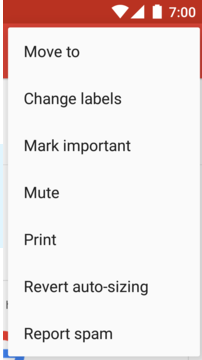 7:00
Move to
Change labels
Mark important
Mute
Print
Revert auto-sizing
Report spam